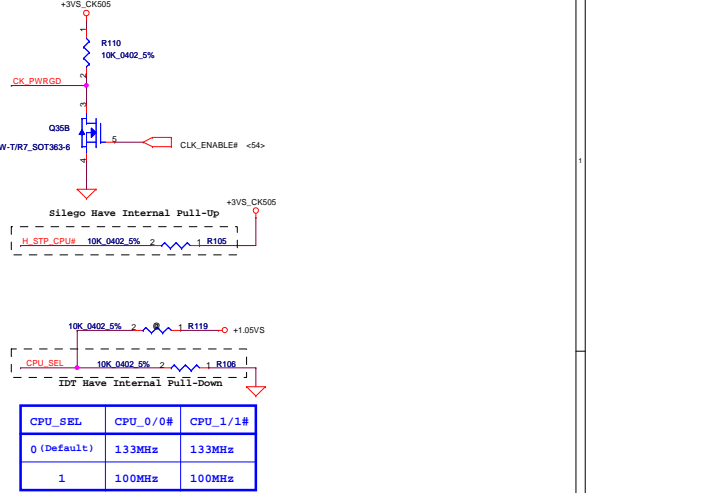 +3VS_CK505
1
R110
10K_0402_5%
2
CK_PWRGD
3
Q35B
5
CLK_ENABLE# <54>
W-T/R7_SOT363-6
4
1
+3VS_CK505
Silego Have Internal Pull-Up
H_STP_CPU# 10K_0402_5% 2 1 R105
10K_0402_5% 2 @ 1 R119 +1.05VS
CPU_SEL 10K_0402_5% 2 1 R106
IDT Have Internal Pull-Down
CPU_SEL CPU_0/0# CPU_1/1#
0 (Default) 133MHz 133MHz
1 100MHz 100MHz